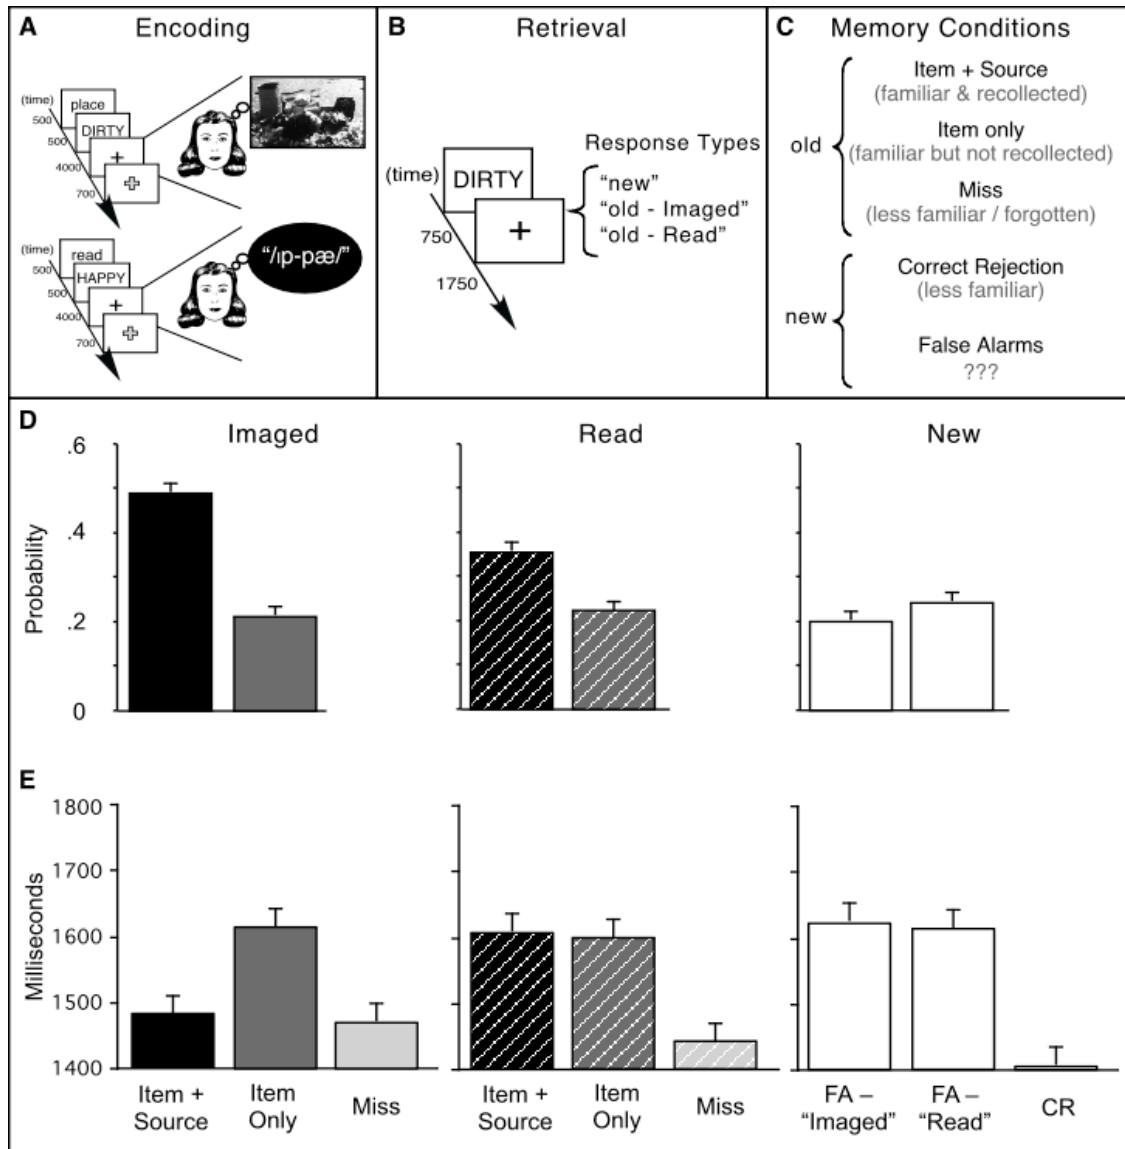 A Encoding
(time)
place
500
DIRTY
500
+
4000
700
(time)
read
500
HAPPY
500
+
4000
700
“/ıp-pæ/”
B Retrieval
(time)
DIRTY
+
750
1750
Response Types
“new”
“old - Imaged”
“old - Read”
C Memory Conditions
old
Item + Source
(familiar & recollected)
Item only
(familiar but not recollected)
Miss
(less familiar / forgotten)
new
Correct Rejection
(less familiar)
False Alarms
???
D
Imaged Read New
Probability
.6
.4
.2
0
E
Milliseconds
1800
1700
1600
1500
1400
Item + Source
Item Only
Miss
Item + Source
Item Only
Miss
FA – “Imaged”
FA – “Read”
CR